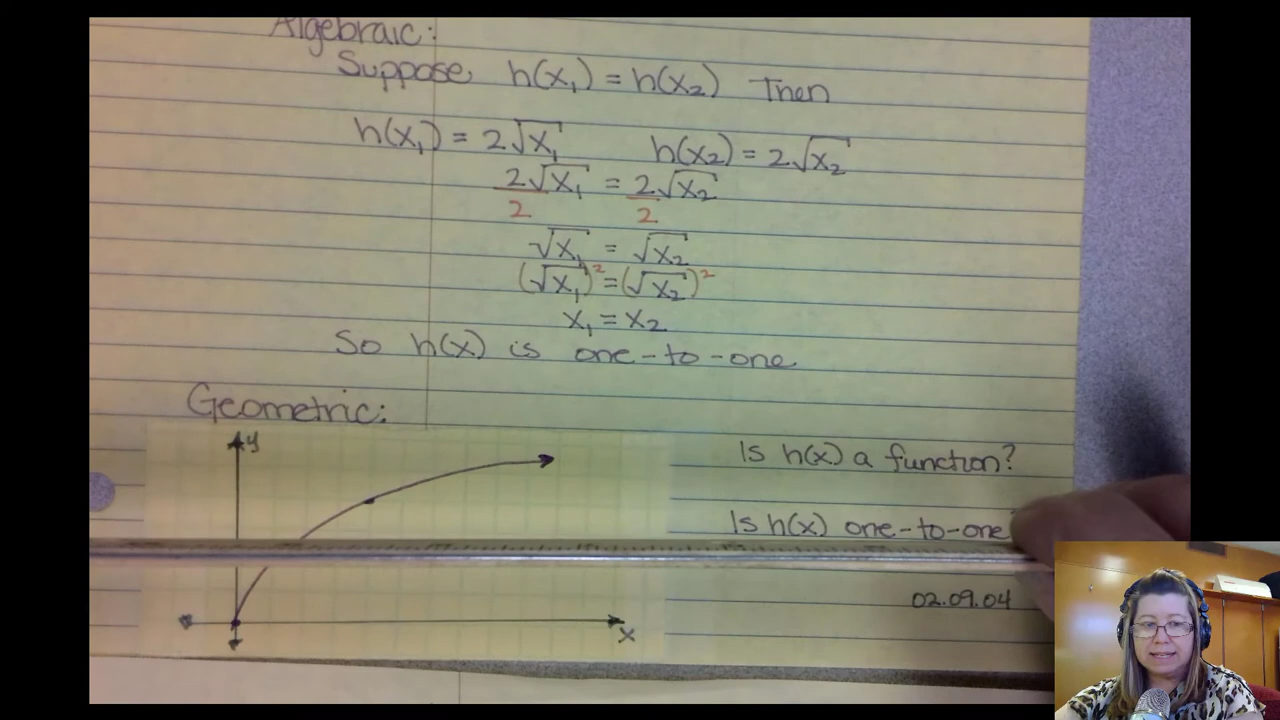 Algebraic:
Suppose h(x₁) = h(x₂) Then
h(x₁) = 2√x₁ h(x₂) = 2√x₂
2√x₁ = 2√x₂
2 2
√x₁ = √x₂
(√x₁)² = (√x₂)²
x₁ = x₂
So h(x) is one-to-one
Geometric:
y
Is h(x) a function?
Is h(x) one-to-one
02.09.04
x